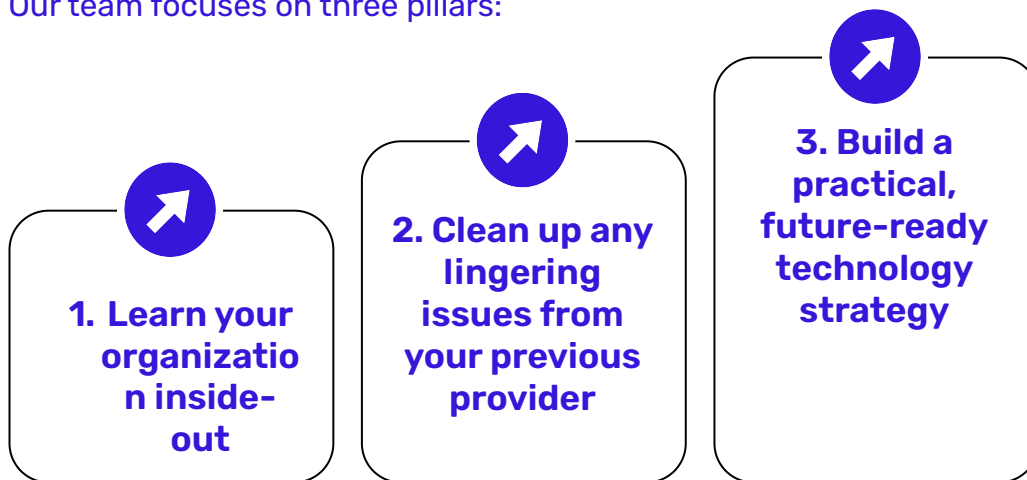 Our team focuses on three pillars:
1. Learn your
organizatio
n inside-
out
2. Clean up any
lingering
issues from
your previous
provider
3. Build a
practical,
future-ready
technology
strategy